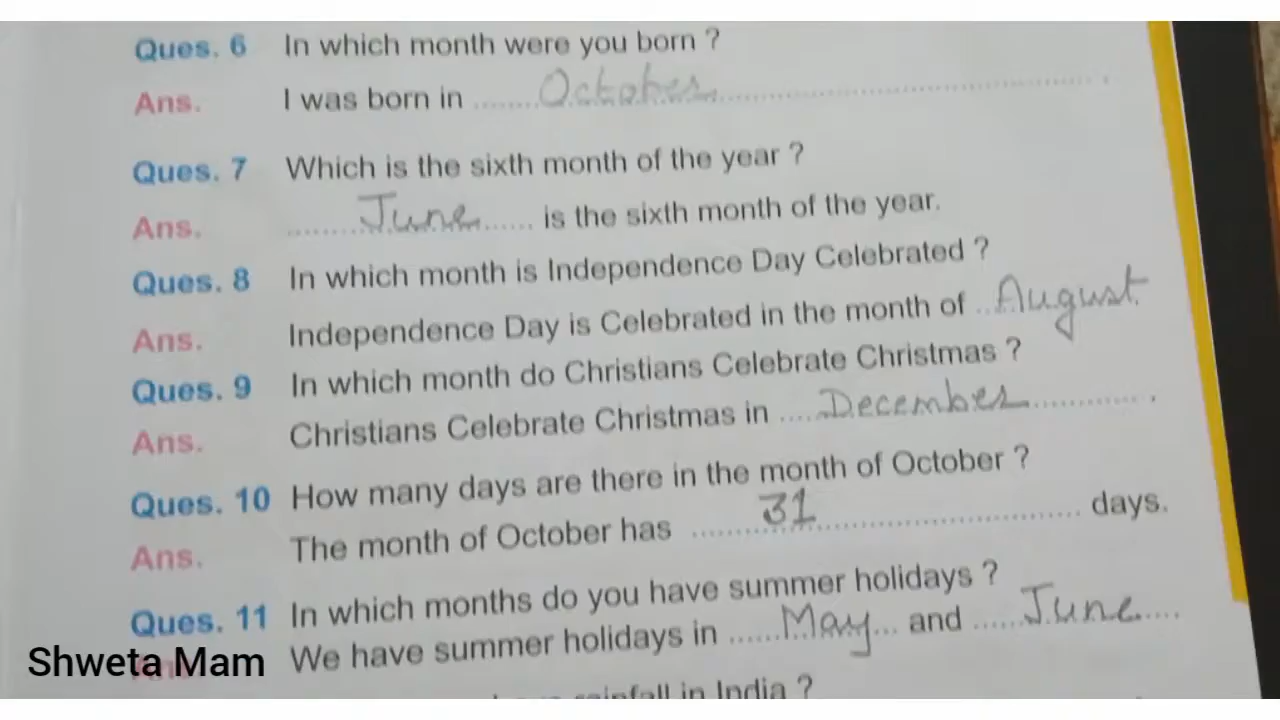 Ques. 6 In which month were you born ?
Ans. I was born in ........October.......................................................
Ques. 7 Which is the sixth month of the year ?
Ans. .........June...... is the sixth month of the year.
Ques. 8 In which month is Independence Day Celebrated ?
Ans. Independence Day is Celebrated in the month of ..August
Ques. 9 In which month do Christians Celebrate Christmas ?
Ans. Christians Celebrate Christmas in ....December............... .
Ques. 10 How many days are there in the month of October ?
Ans. The month of October has .........31................................... days.
Ques. 11 In which months do you have summer holidays ?
Ans. We have summer holidays in ......May... and ......June.....
rainfall in India ?
Shweta Mam